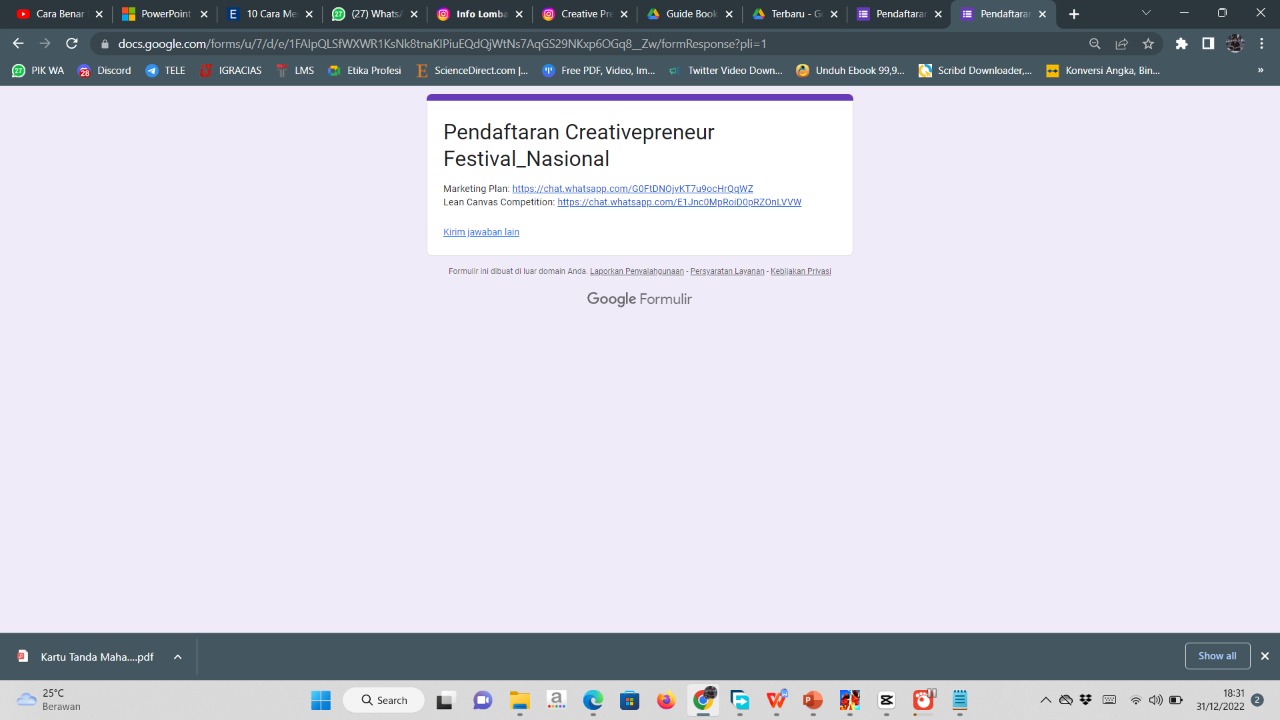 Cara Benar
PowerPoint
10 Cara Me
(27) Whats
Info Lomba
Creative Pre
Guide Book
Terbaru - G
Pendaftaran
Pendaftaran
docs.google.com/forms/u/7/d/e/1FAIpQLSfWXWR1KsNk8tnaKIPiuEQdQjWtNs7AqGS29NKxp6OGq8__Zw/formResponse?pli=1
PIK WA Discord TELE IGRACIAS LMS Etika Profesi ScienceDirect.com |... Free PDF, Video, Im... Twitter Video Down... Unduh Ebook 99,9... Scribd Downloader,... Konversi Angka, Bin... »
Pendaftaran Creativepreneur
Festival_Nasional
Marketing Plan: https://chat.whatsapp.com/G0FtDNOjvKT7u9ocHrQqWZ
Lean Canvas Competition: https://chat.whatsapp.com/E1Jnc0MpRoiD0pRZOnLVVW
Kirim jawaban lain
Formulir ini dibuat di luar domain Anda. Laporkan Penyalahgunaan - Persyaratan Layanan - Kebijakan Privasi
Google Formulir
Kartu Tanda Maha....pdf
Show all
25°C
Berawan
Search
18:31
31/12/2022
2